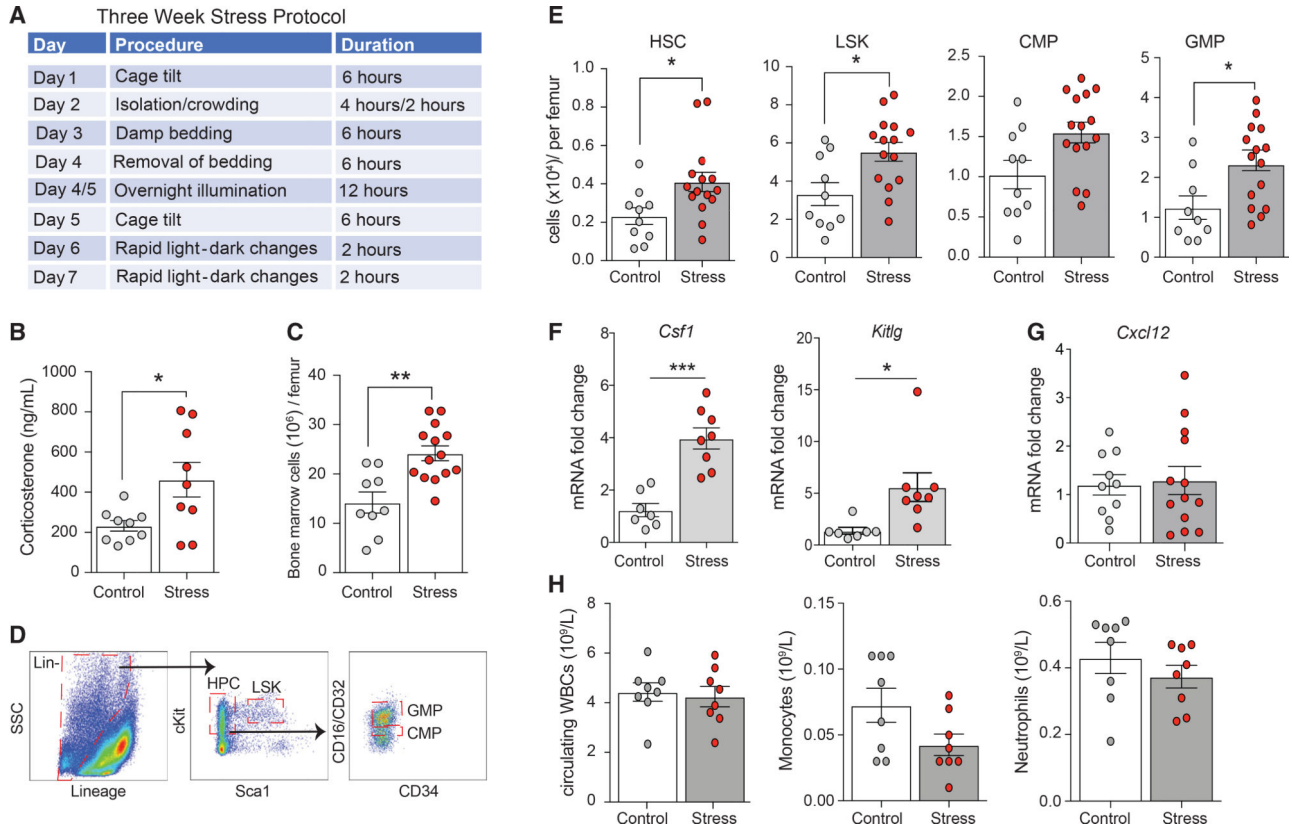 A
Three Week Stress Protocol
Day Procedure Duration
Day 1 Cage tilt 6 hours
Day 2 Isolation/crowding 4 hours/2 hours
Day 3 Damp bedding 6 hours
Day 4 Removal of bedding 6 hours
Day 4/5 Overnight illumination 12 hours
Day 5 Cage tilt 6 hours
Day 6 Rapid light-dark changes 2 hours
Day 7 Rapid light-dark changes 2 hours
B
Corticosterone (ng/mL)
1000
800
600
400
200
0
*
Control Stress
C
Bone marrow cells (10⁶) / femur
40
30
20
10
0
**
Control Stress
D
SSC
Lin-
Lineage
cKit
HPC LSK
Sca1
CD16/CD32
GMP
CMP
CD34
E
cells (x10⁴)/ per femur
HSC
*
1.0
0.8
0.6
0.4
0.2
0.0
Control Stress
LSK
*
10
8
6
4
2
0
Control Stress
CMP
2.5
2.0
1.5
1.0
0.5
0.0
Control Stress
GMP
*
5
4
3
2
1
0
Control Stress
F
Csf1
mRNA fold change
8
6
4
2
0
***
Control Stress
Kitlg
mRNA fold change
20
15
10
5
0
*
Control Stress
G
Cxcl12
mRNA fold change
4
3
2
1
0
Control Stress
H
circulating WBCs (10⁹/L)
8
6
4
2
0
Control Stress
Monocytes (10⁹/L)
0.15
0.10
0.05
0.00
Control Stress
Neutrophils (10⁹/L)
0.6
0.4
0.2
0.0
Control Stress